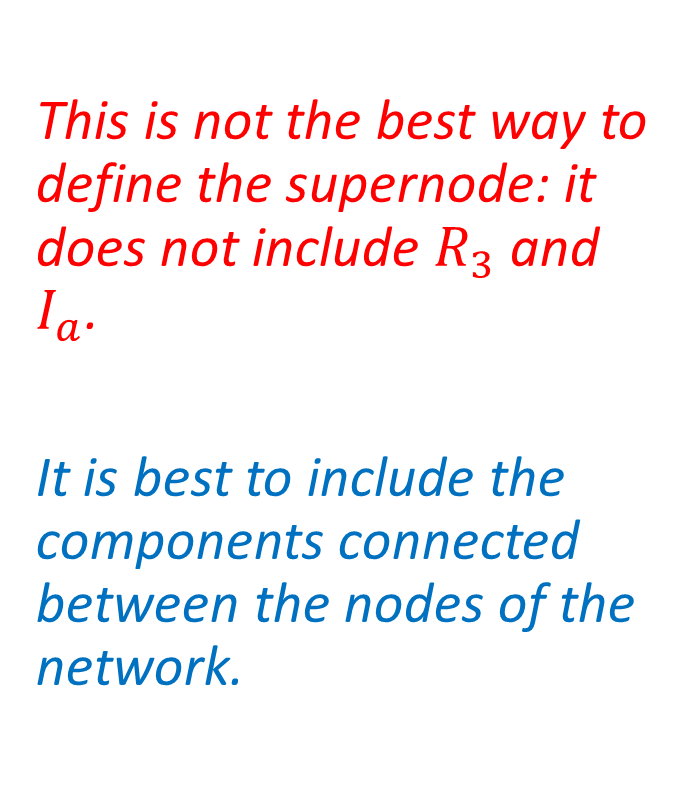 This is not the best way to
define the supernode: it
does not include R₃ and
Iₐ.
It is best to include the
components connected
between the nodes of the
network.